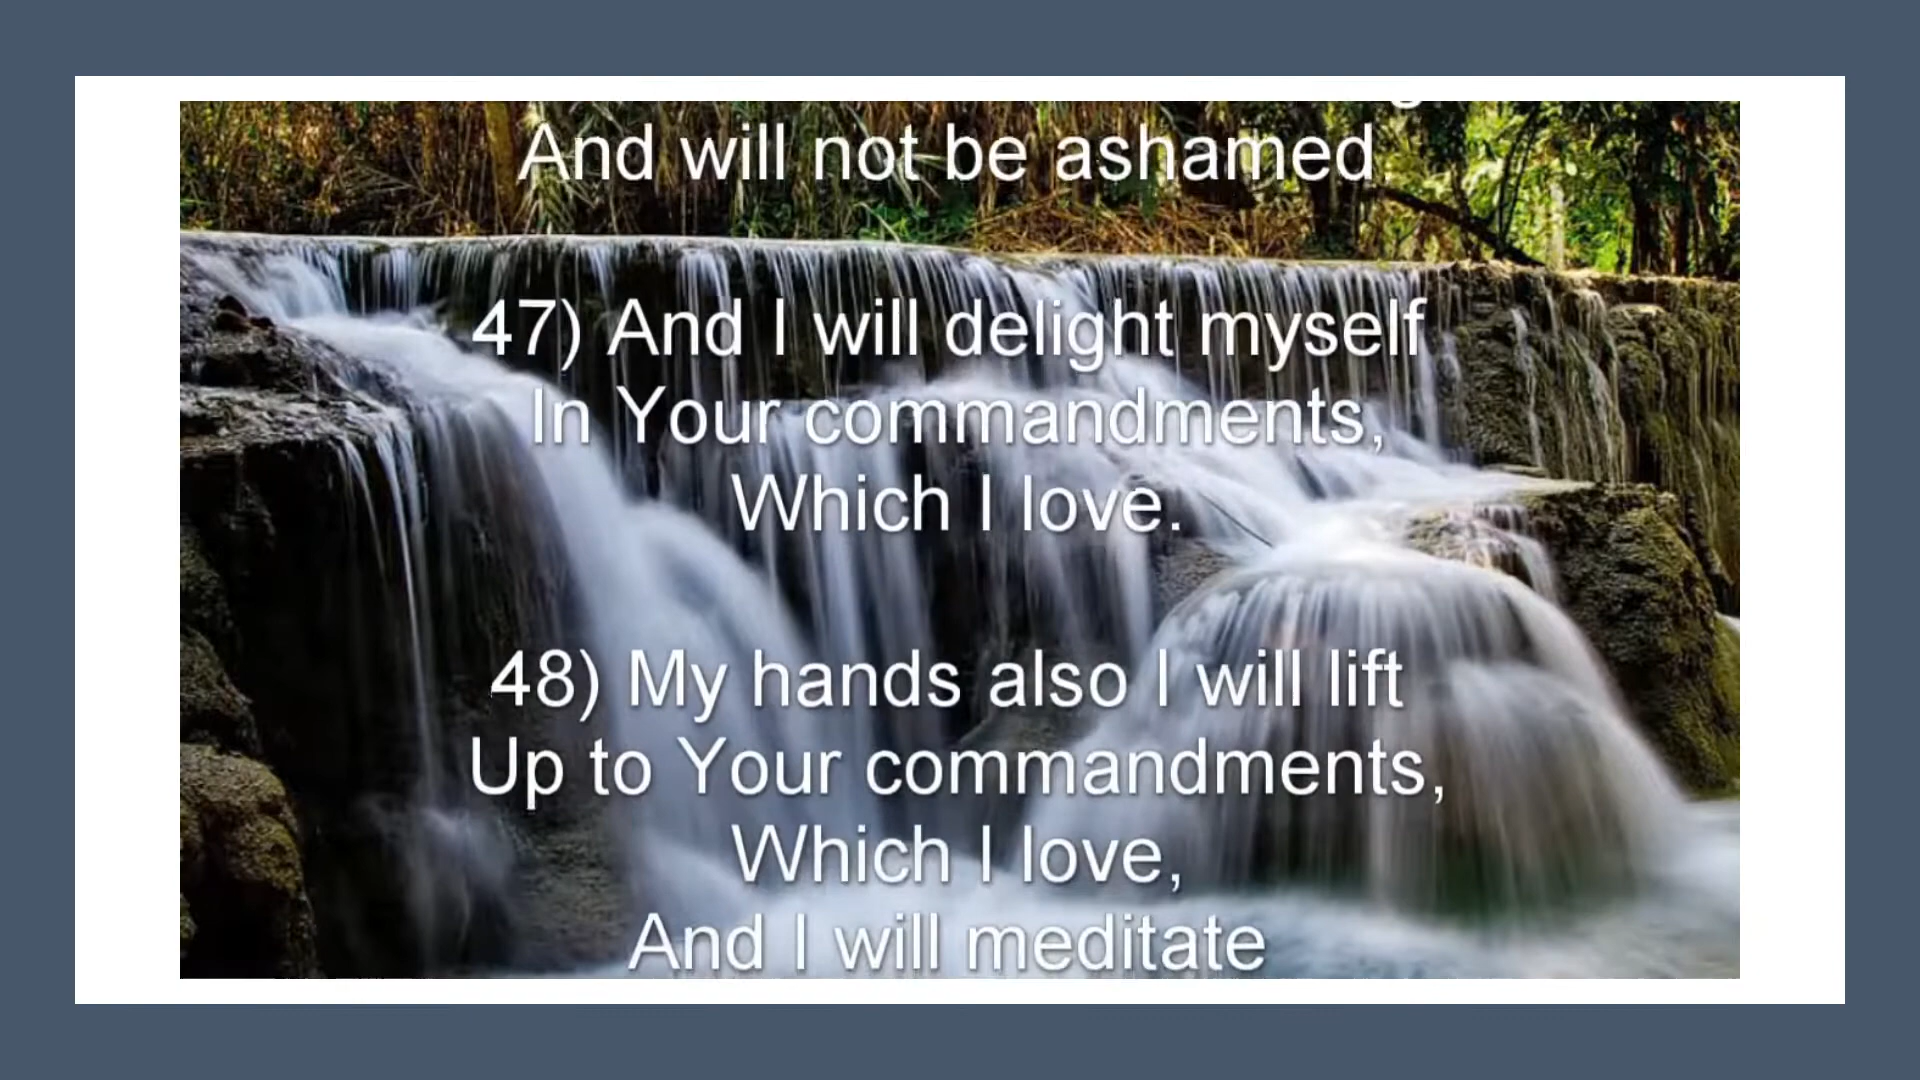 And will not be ashamed.
47) And I will delight myself
In Your commandments,
Which I love.
48) My hands also I will lift
Up to Your commandments,
Which I love,
And I will meditate